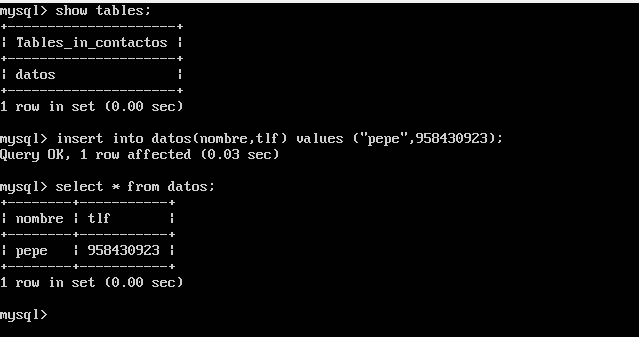 mysql> show tables;
+---------------------+
| Tables_in_contactos |
+---------------------+
| datos               |
+---------------------+
1 row in set (0.00 sec)
mysql> insert into datos(nombre,tlf) values ("pepe",958430923);
Query OK, 1 row affected (0.03 sec)
mysql> select * from datos;
+--------+-----------+
| nombre | tlf       |
+--------+-----------+
| pepe   | 958430923 |
+--------+-----------+
1 row in set (0.00 sec)
mysql>